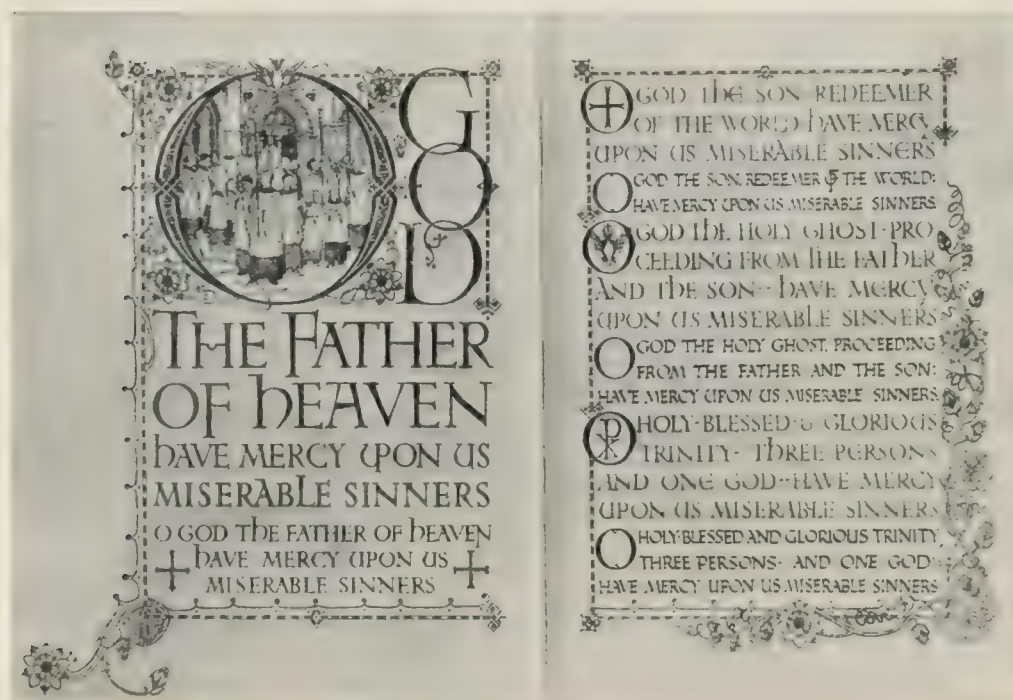 O GOD
THE FATHER
OF hEAVEN
hAVE MERCY UPON US
MISERABLE SINNERS
O GOD ThE FATHER OF hEAVEN
hAVE MERCY UPON US
MISERABLE SINNERS
O GOD ThE SON REDEEMER
OF THE WORLD hAVE MERCY
UPON US MISERABLE SINNERS
O GOD THE SON REDEEMER OF THE WORLD:
HAVE MERCY UPON US MISERABLE SINNERS
O GOD ThE HOLY GHOST·PRO
CEEDING FROM THE FATHER
AND ThE SON··hAVE MERCY
UPON US MISERABLE SINNERS
O GOD THE HOLY GHOST, PROCEEDING
FROM THE FATHER AND THE SON:
HAVE MERCY UPON US MISERABLE SINNERS
O HOLY·BLESSED·& GLORIOUS
TRINITY· ThREE PERSONS
AND ONE GOD··HAVE MERCY
UPON US MISERABLE SINNERS
O HOLY·BLESSED AND GLORIOUS TRINITY,
THREE PERSONS· AND ONE GOD·
HAVE MERCY UPON US MISERABLE SINNERS